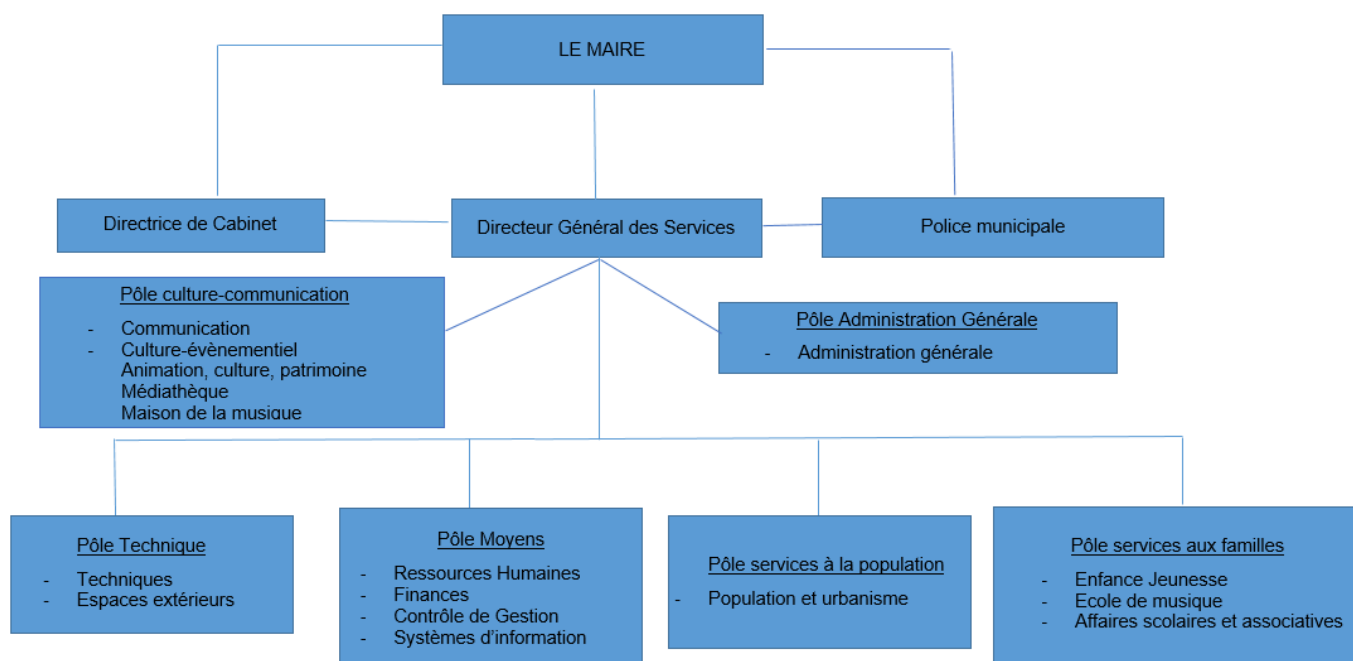 LE MAIRE
Directrice de Cabinet
Directeur Général des Services
Police municipale
Pôle culture-communication
- Communication
- Culture-évènementiel
Animation, culture, patrimoine
Médiathèque
Maison de la musique
Pôle Administration Générale
- Administration générale
Pôle Technique
- Techniques
- Espaces extérieurs
Pôle Moyens
- Ressources Humaines
- Finances
- Contrôle de Gestion
- Systèmes d’information
Pôle services à la population
- Population et urbanisme
Pôle services aux familles
- Enfance Jeunesse
- Ecole de musique
- Affaires scolaires et associatives